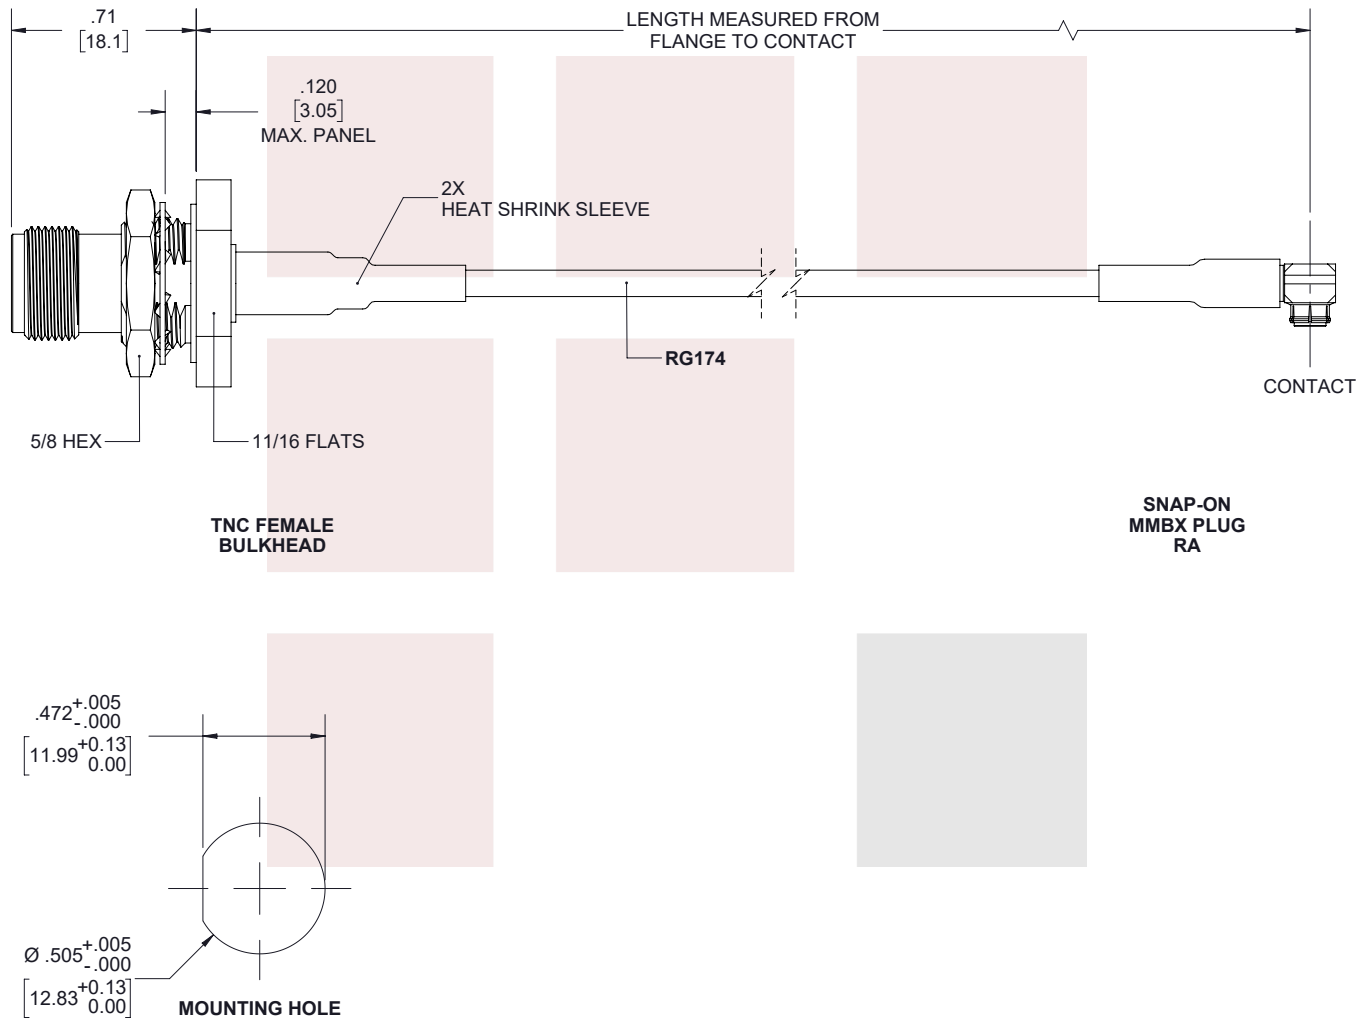 .71
[18.1]
LENGTH MEASURED FROM
FLANGE TO CONTACT
.120
[3.05]
MAX. PANEL
2X
HEAT SHRINK SLEEVE
RG174
CONTACT
5/8 HEX
11/16 FLATS
TNC FEMALE
BULKHEAD
SNAP-ON
MMBX PLUG
RA
.472 +.005
-.000
[11.99 +0.13
0.00]
Ø .505 +.005
-.000
[12.83 +0.13
0.00]
MOUNTING HOLE